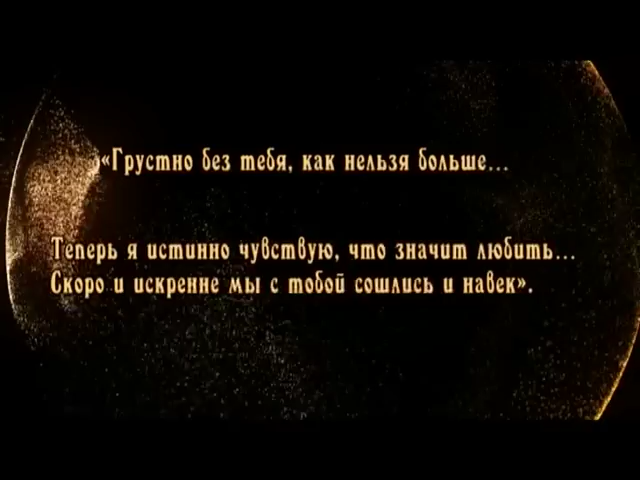 «Грустно без тебя, как нельзя больше...
Теперь я истинно чувствую, что значит любить...
Скоро и искренне мы с тобой сошлись и навек».